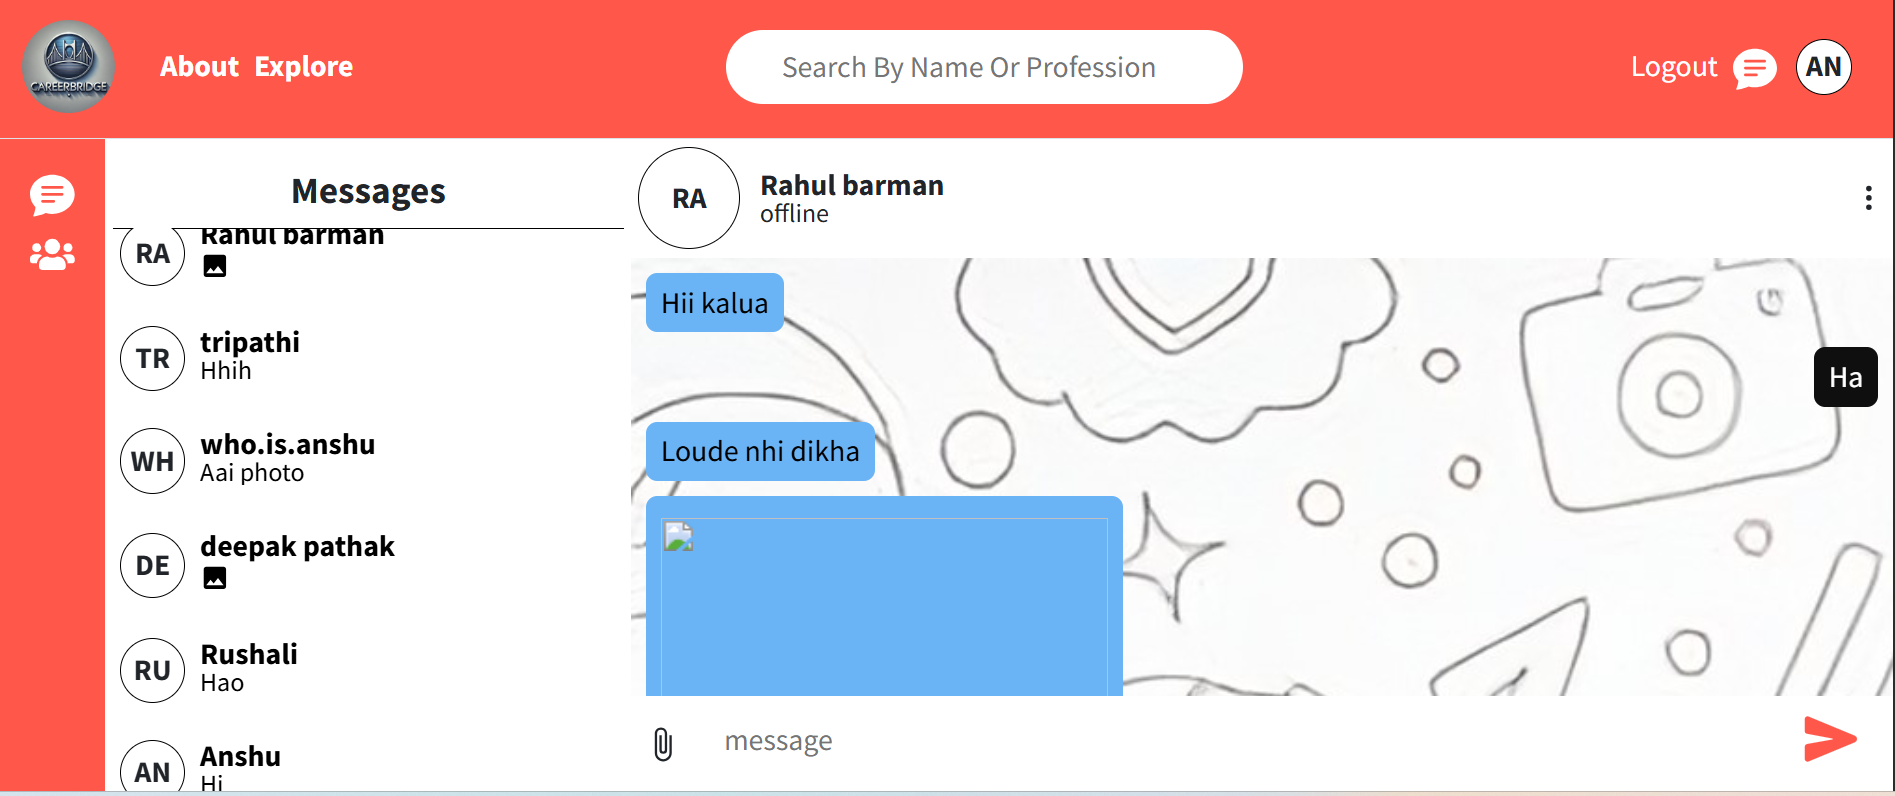 CAREERBRIDGE
About Explore
Search By Name Or Profession
Logout
AN
Messages
RA
Rahul barman
TR
tripathi
Hhih
WH
who.is.anshu
Aai photo
DE
deepak pathak
RU
Rushali
Hao
AN
Anshu
Hi
RA
Rahul barman
offline
Hii kalua
Ha
Loude nhi dikha
message